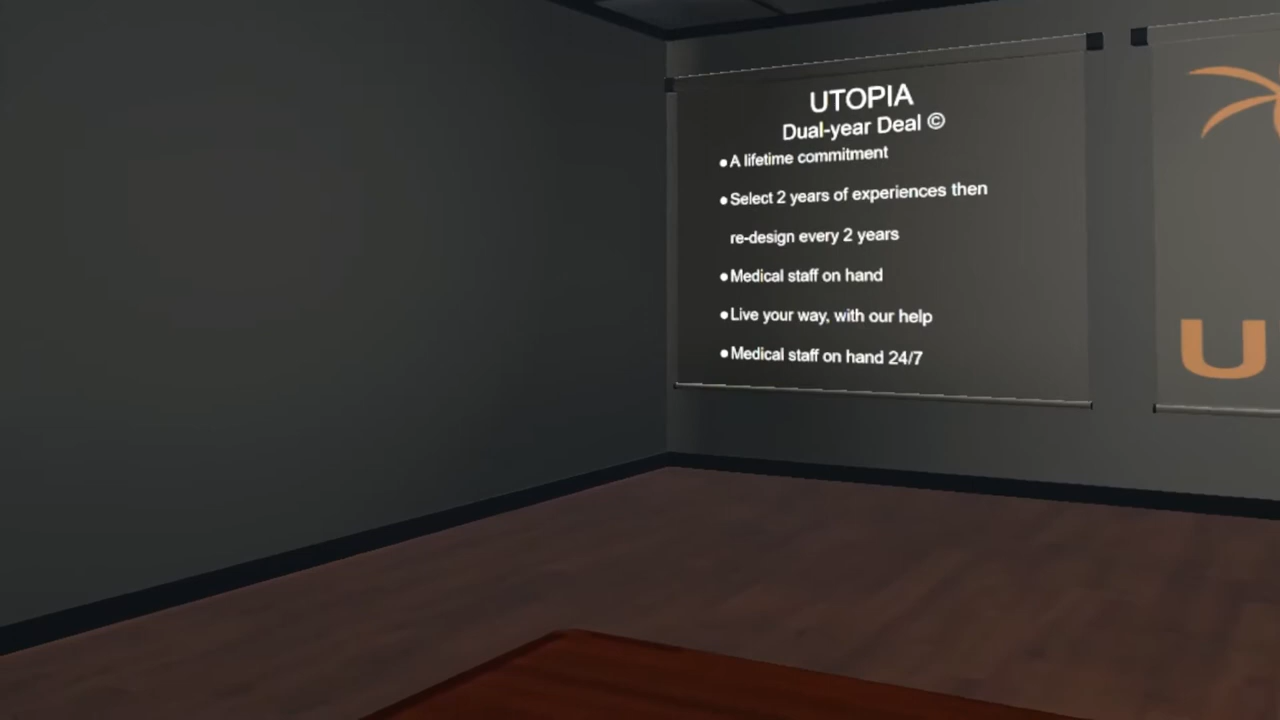 UTOPIA
Dual-year Deal ©
●A lifetime commitment
●Select 2 years of experiences then
re-design every 2 years
●Medical staff on hand
●Live your way, with our help
●Medical staff on hand 24/7
U